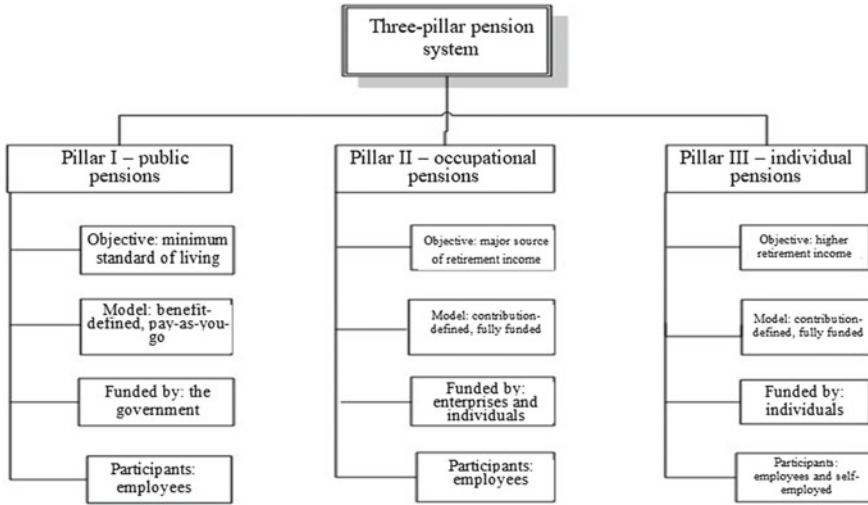 Three-pillar pension
system
Pillar I – public
pensions
Objective: minimum
standard of living
Model: benefit-
defined, pay-as-you-
go
Funded by: the
government
Participants:
employees
Pillar II – occupational
pensions
Objective: major source
of retirement income
Model: contribution-
defined, fully funded
Funded by:
enterprises and
individuals
Participants:
employees
Pillar III – individual
pensions
Objective: higher
retirement income
Model: contribution-
defined, fully funded
Funded by:
individuals
Participants:
employees and self-
employed